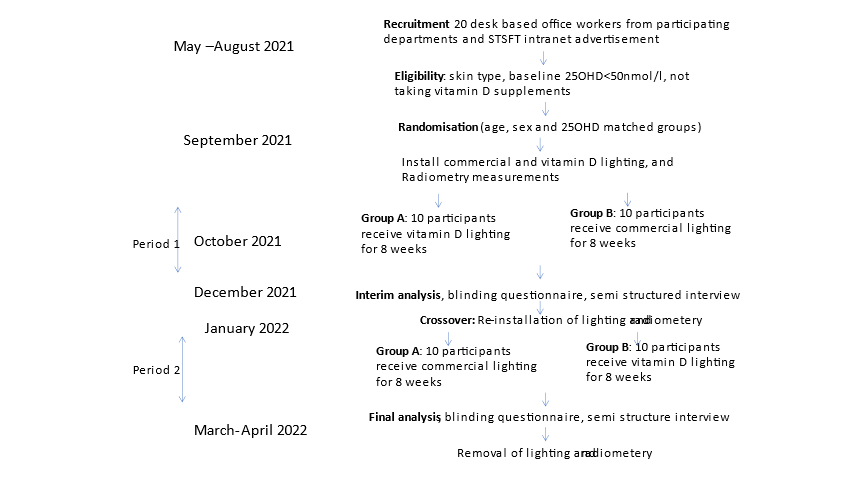 Recruitment 20 desk based office workers from participating
departments and STSFT intranet advertisement
May –August 2021
Eligibility: skin type, baseline 25OHD<50nmol/l, not
taking vitamin D supplements
Randomisation (age, sex and 25OHD matched groups)
September 2021
Install commercial and vitamin D lighting, and
Radiometry measurements
Period 1
October 2021
Group A: 10 participants
receive vitamin D lighting
for 8 weeks
Group B: 10 participants
receive commercial lighting
for 8 weeks
December 2021
Interim analysis, blinding questionnaire, semi structured interview
January 2022
Crossover: Re-installation of lighting and radiometery
Period 2
Group A: 10 participants
receive commercial lighting
for 8 weeks
Group B: 10 participants
receive vitamin D lighting
for 8 weeks
Final analysis, blinding questionnaire, semi structure interview
March-April 2022
Removal of lighting and radiometery